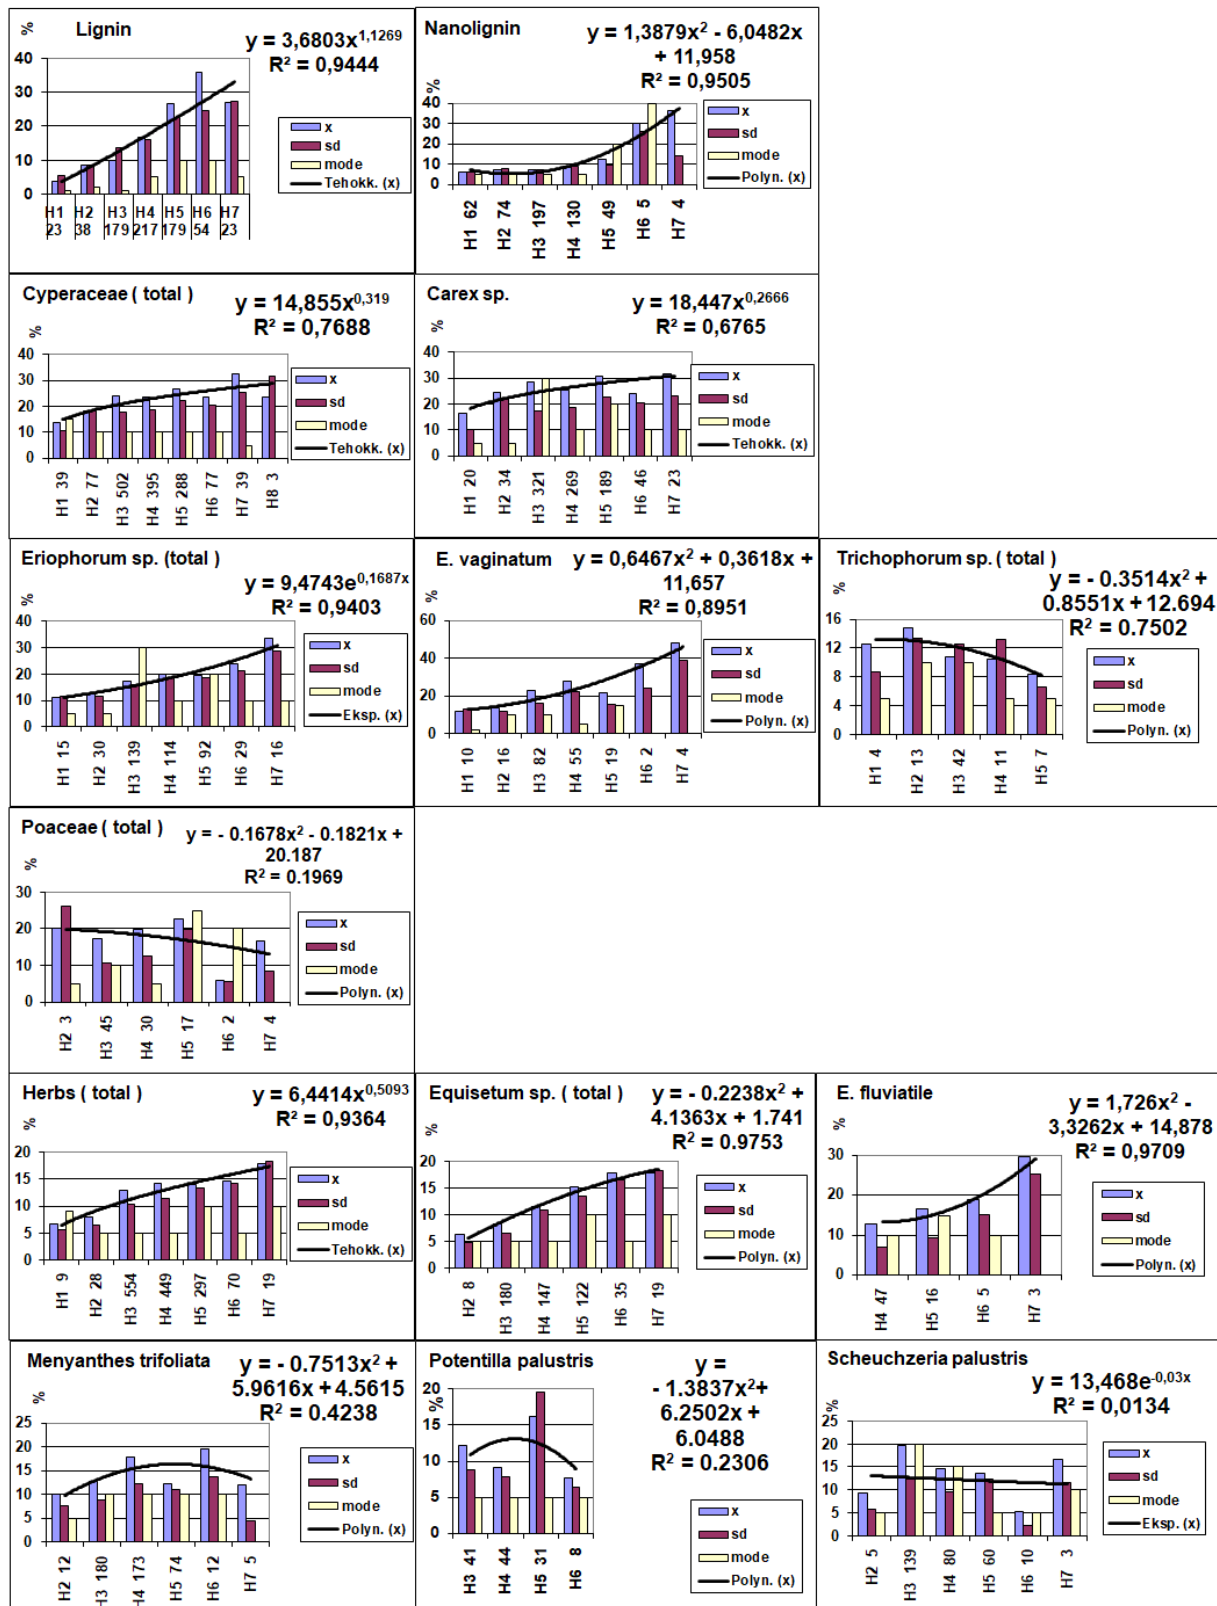 Lignin
y = 3,6803x^1,1269
R² = 0,9444
%
40
30
20
10
0
H1 H2 H3 H4 H5 H6 H7
23 38 179 217 179 54 23
x
sd
mode
Tehokk. (x)
Nanolignin
y = 1,3879x² - 6,0482x
+ 11,958
R² = 0,9505
%
40
30
20
10
0
H1 62
H2 74
H3 197
H4 130
H5 49
H6 5
H7 4
x
sd
mode
Polyn. (x)
Cyperaceae ( total )
y = 14,855x^0,319
R² = 0,7688
%
40
30
20
10
0
H1 39
H2 77
H3 502
H4 395
H5 288
H6 77
H7 39
H8 3
x
sd
mode
Tehokk. (x)
Carex sp.
y = 18,447x^0,2666
R² = 0,6765
%
40
30
20
10
0
H1 20
H2 34
H3 321
H4 269
H5 189
H6 46
H7 23
x
sd
mode
Tehokk. (x)
Eriophorum sp. (total )
y = 9,4743e^0,1687x
R² = 0,9403
%
40
30
20
10
0
H1 15
H2 30
H3 139
H4 114
H5 92
H6 29
H7 16
x
sd
mode
Eksp. (x)
E. vaginatum
y = 0,6467x² + 0,3618x +
11,657
R² = 0,8951
%
60
40
20
0
H1 10
H2 16
H3 82
H4 55
H5 19
H6 2
H7 4
x
sd
mode
Polyn. (x)
Trichophorum sp. ( total )
y = - 0.3514x² +
0.8551x + 12.694
R² = 0.7502
%
16
12
8
4
0
H1 4
H2 13
H3 42
H4 11
H5 7
x
sd
mode
Polyn. (x)
Poaceae ( total )
y = - 0.1678x² - 0.1821x +
20.187
R² = 0.1969
%
30
20
10
0
H2 3
H3 45
H4 30
H5 17
H6 2
H7 4
x
sd
mode
Polyn. (x)
Herbs ( total )
y = 6,4414x^0,5093
R² = 0,9364
%
20
15
10
5
0
H1 9
H2 28
H3 554
H4 449
H5 297
H6 70
H7 19
x
sd
mode
Tehokk. (x)
Equisetum sp. ( total )
y = - 0.2238x² +
4.1363x + 1.741
R² = 0.9753
%
20
15
10
5
0
H2 8
H3 180
H4 147
H5 122
H6 35
H7 19
x
sd
mode
Polyn. (x)
E. fluviatile
y = 1,726x² -
3,3262x + 14,878
R² = 0,9709
%
30
20
10
0
H4 47
H5 16
H6 5
H7 3
x
sd
mode
Polyn. (x)
Menyanthes trifoliata
y = - 0.7513x² +
5.9616x + 4.5615
R² = 0.4238
%
25
20
15
10
5
0
H2 12
H3 180
H4 173
H5 74
H6 12
H7 5
x
sd
mode
Polyn. (x)
Potentilla palustris
y =
- 1.3837x²+
6.2502x +
6.0488
R² = 0.2306
%
20
15
10
5
0
H3 41
H4 44
H5 31
H6 8
x
sd
mode
Polyn. (x)
Scheuchzeria palustris
y = 13,468e^-0,03x
R² = 0,0134
%
25
20
15
10
5
0
H2 5
H3 139
H4 80
H5 60
H6 10
H7 3
x
sd
mode
Eksp. (x)